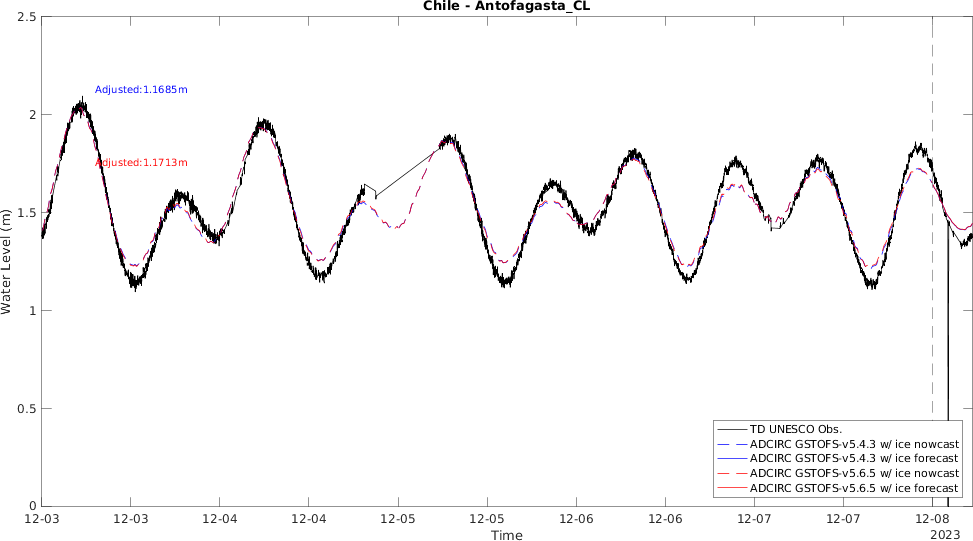 Chile - Antofagasta_CL
2.5
Adjusted:1.1685m
2
Adjusted:1.1713m
1.5
Water Level (m)
1
0.5
TD UNESCO Obs.
ADCIRC GSTOFS-v5.4.3 w/ ice nowcast
ADCIRC GSTOFS-v5.4.3 w/ ice forecast
ADCIRC GSTOFS-v5.6.5 w/ ice nowcast
ADCIRC GSTOFS-v5.6.5 w/ ice forecast
0
12-03 12-03 12-04 12-04 12-05 12-05 12-06 12-06 12-07 12-07 12-08
Time 2023